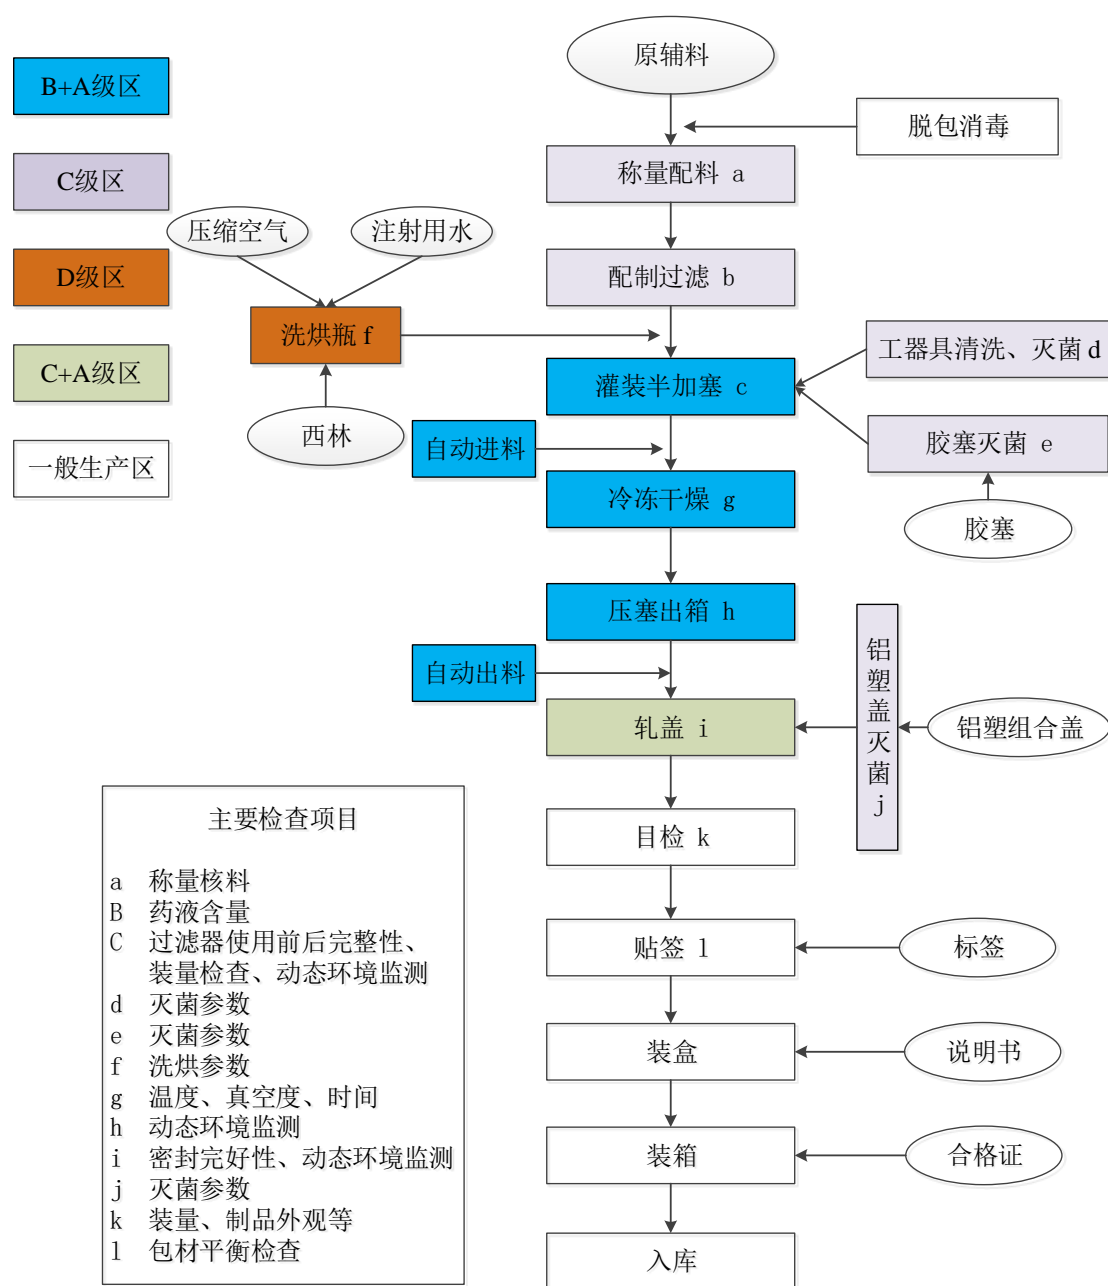 原辅料
B+A级区
脱包消毒
C级区
称量配料 a
压缩空气
注射用水
D级区
配制过滤 b
洗烘瓶 f
工器具清洗、灭菌 d
C+A级区
灌装半加塞 c
西林
自动进料
胶塞灭菌 e
一般生产区
冷冻干燥 g
胶塞
压塞出箱 h
自动出料
铝塑盖灭菌 j
轧盖 i
铝塑组合盖
目检 k
贴签 l
标签
装盒
说明书
装箱
合格证
入库
主要检查项目
a 称量核料
B 药液含量
C 过滤器使用前后完整性、
装量检查、动态环境监测
d 灭菌参数
e 灭菌参数
f 洗烘参数
g 温度、真空度、时间
h 动态环境监测
i 密封完好性、动态环境监测
j 灭菌参数
k 装量、制品外观等
l 包材平衡检查